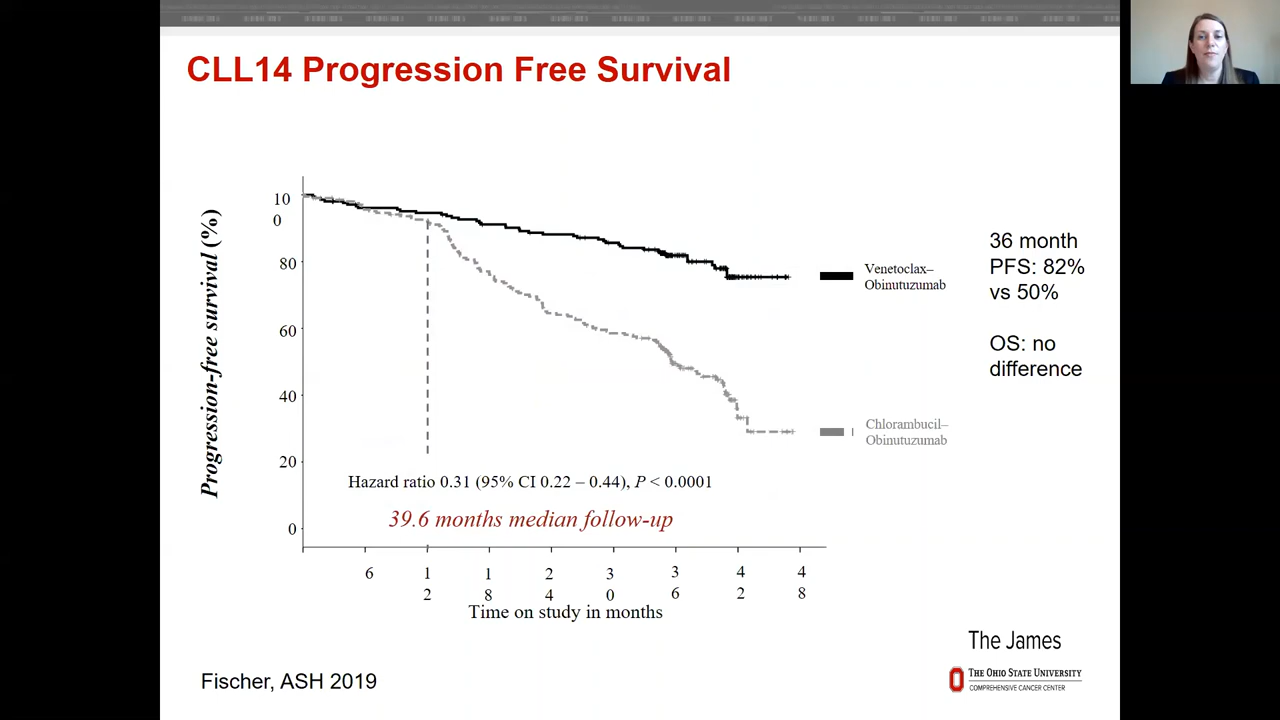 CLL14 Progression Free Survival
Progression-free survival (%)
10
0
80
60
40
20
0
Venetoclax–
Obinutuzumab
Chlorambucil–
Obinutuzumab
36 month
PFS: 82%
vs 50%
OS: no
difference
Hazard ratio 0.31 (95% CI 0.22 – 0.44), P < 0.0001
39.6 months median follow-up
6
1
2
1
8
2
4
3
0
3
6
4
2
4
8
Time on study in months
Fischer, ASH 2019
The James
THE OHIO STATE UNIVERSITY
COMPREHENSIVE CANCER CENTER